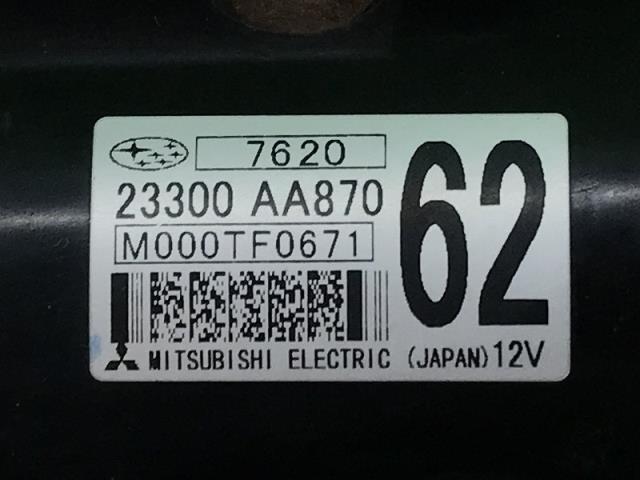 7620
23300 AA870
M000TF0671
62
MITSUBISHI ELECTRIC (JAPAN) 12V